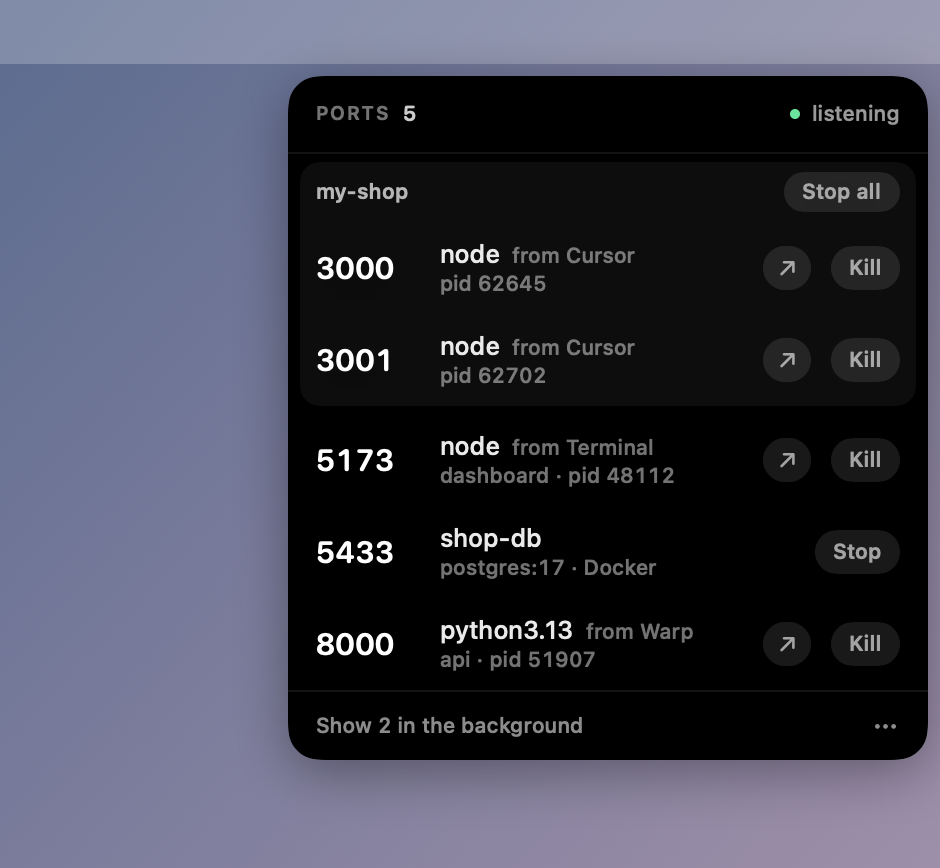 PORTS 5 listening
my-shop Stop all
3000 node from Cursor Kill
pid 62645
3001 node from Cursor Kill
pid 62702
5173 node from Terminal Kill
dashboard · pid 48112
5433 shop-db Stop
postgres:17 · Docker
8000 python3.13 from Warp Kill
api · pid 51907
Show 2 in the background